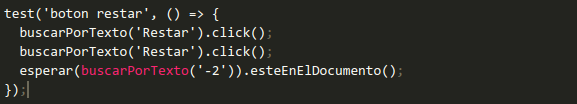 test('boton restar', () => {
  buscarPorTexto('Restar').click();
  buscarPorTexto('Restar').click();
  esperar(buscarPorTexto('-2')).esteEnElDocumento();
});